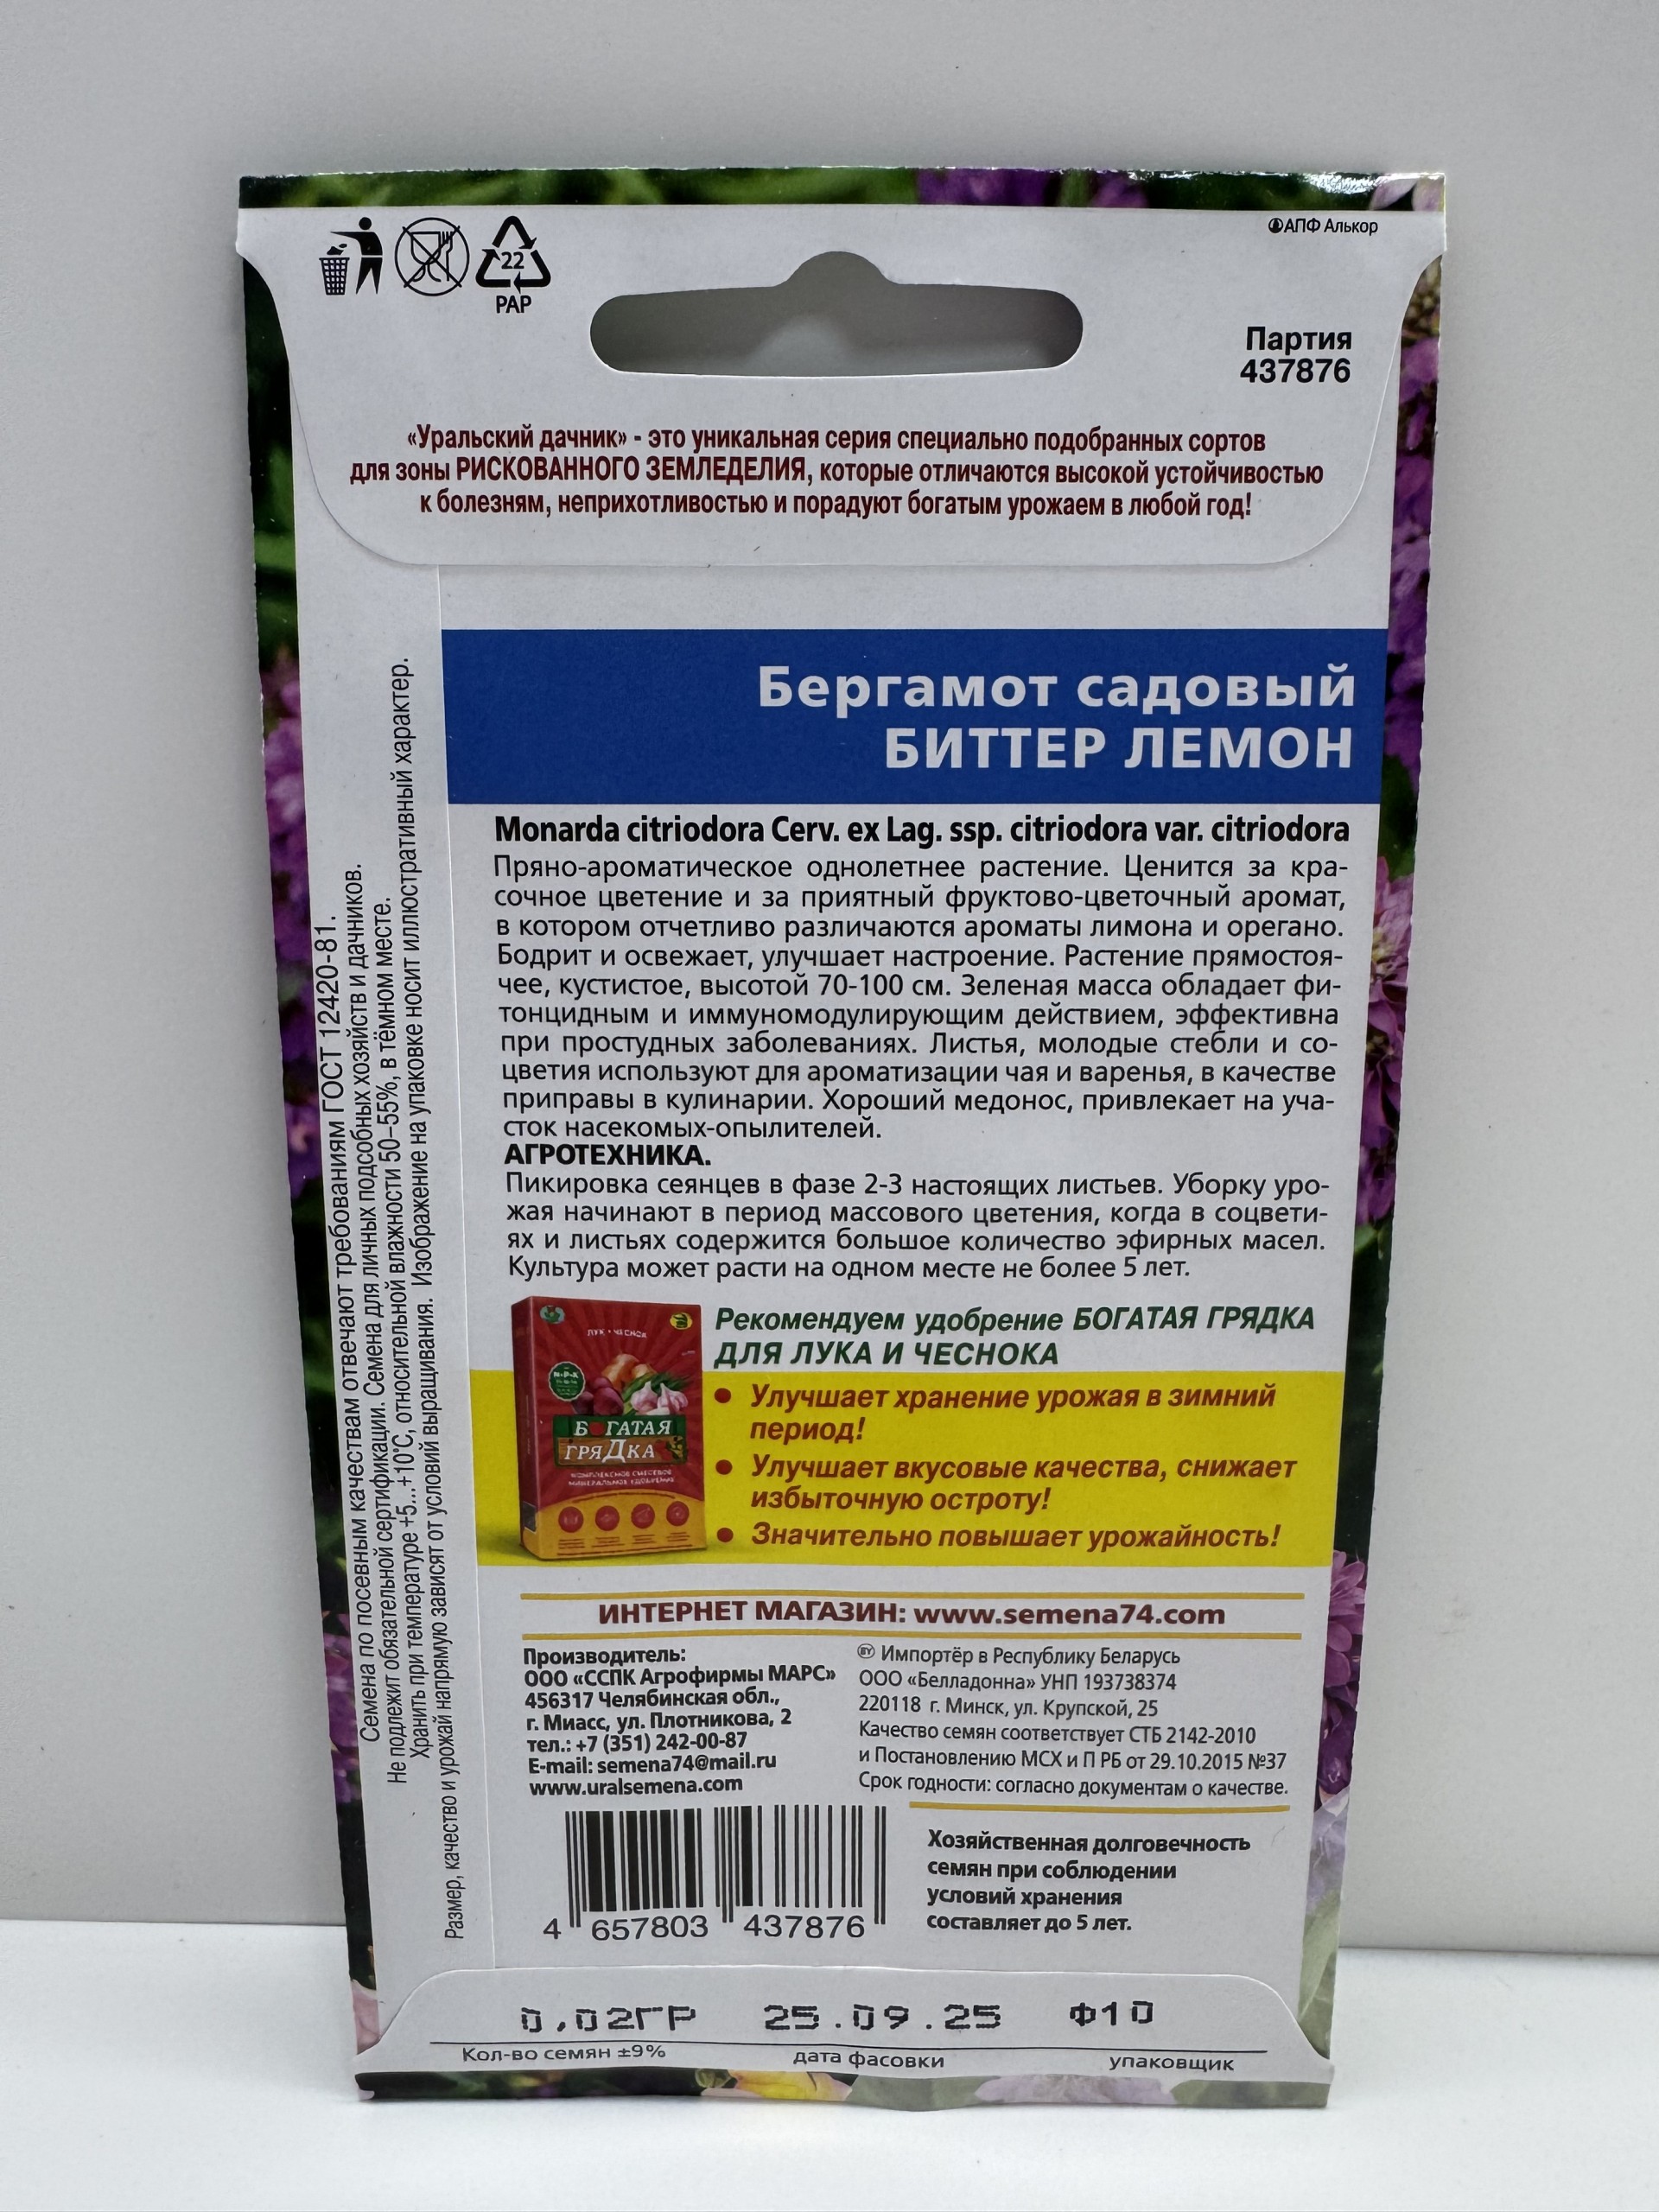 22
PAP
АПФ Алькор
Партия
437876
«Уральский дачник» - это уникальная серия специально подобранных сортов
для зоны РИСКОВАННОГО ЗЕМЛЕДЕЛИЯ, которые отличаются высокой устойчивостью
к болезням, неприхотливостью и порадуют богатым урожаем в любой год!
Бергамот садовый
БИТТЕР ЛЕМОН
Monarda citriodora Cerv. ex Lag. ssp. citriodora var. citriodora
Пряно-ароматическое однолетнее растение. Ценится за кра-
сочное цветение и за приятный фруктово-цветочный аромат,
в котором отчетливо различаются ароматы лимона и орегано.
Бодрит и освежает, улучшает настроение. Растение прямостоя-
чее, кустистое, высотой 70-100 см. Зеленая масса обладает фи-
тонцидным и иммуномодулирующим действием, эффективна
при простудных заболеваниях. Листья, молодые стебли и со-
цветия используют для ароматизации чая и варенья, в качестве
приправы в кулинарии. Хороший медонос, привлекает на уча-
сток насекомых-опылителей.
АГРОТЕХНИКА.
Пикировка сеянцев в фазе 2-3 настоящих листьев. Уборку уро-
жая начинают в период массового цветения, когда в соцвети-
ях и листьях содержится большое количество эфирных масел.
Культура может расти на одном месте не более 5 лет.
Рекомендуем удобрение БОГАТАЯ ГРЯДКА
ДЛЯ ЛУКА И ЧЕСНОКА
• Улучшает хранение урожая в зимний
период!
• Улучшает вкусовые качества, снижает
избыточную остроту!
• Значительно повышает урожайность!
ЛУК • ЧЕСНОК
N•P•K
БОГАТАЯ
ГРЯДКА
КОМПЛЕКСНОЕ СМЕСЕВОЕ
МИНЕРАЛЬНОЕ УДОБРЕНИЕ
ИНТЕРНЕТ МАГАЗИН: www.semena74.com
Производитель:
ООО «ССПК Агрофирмы МАРС»
456317 Челябинская обл.,
г. Миасс, ул. Плотникова, 2
тел.: +7 (351) 242-00-87
E-mail: semena74@mail.ru
www.uralsemena.com
BY Импортёр в Республику Беларусь
ООО «Белладонна» УНП 193738374
220118 г. Минск, ул. Крупской, 25
Качество семян соответствует СТБ 2142-2010
и Постановлению МСХ и П РБ от 29.10.2015 №37
Срок годности: согласно документам о качестве.
4 657803 437876
Хозяйственная долговечность
семян при соблюдении
условий хранения
составляет до 5 лет.
0,02ГР 25.09.25 Ф10
Кол-во семян ±9% дата фасовки упаковщик
Семена по посевным качествам отвечают требованиям ГОСТ 12420-81.
Не подлежит обязательной сертификации. Семена для личных подсобных хозяйств и дачников.
Хранить при температуре +5...+10°С, относительной влажности 50–55%, в тёмном месте.
Размер, качество и урожай напрямую зависят от условий выращивания. Изображение на упаковке носит иллюстративный характер.